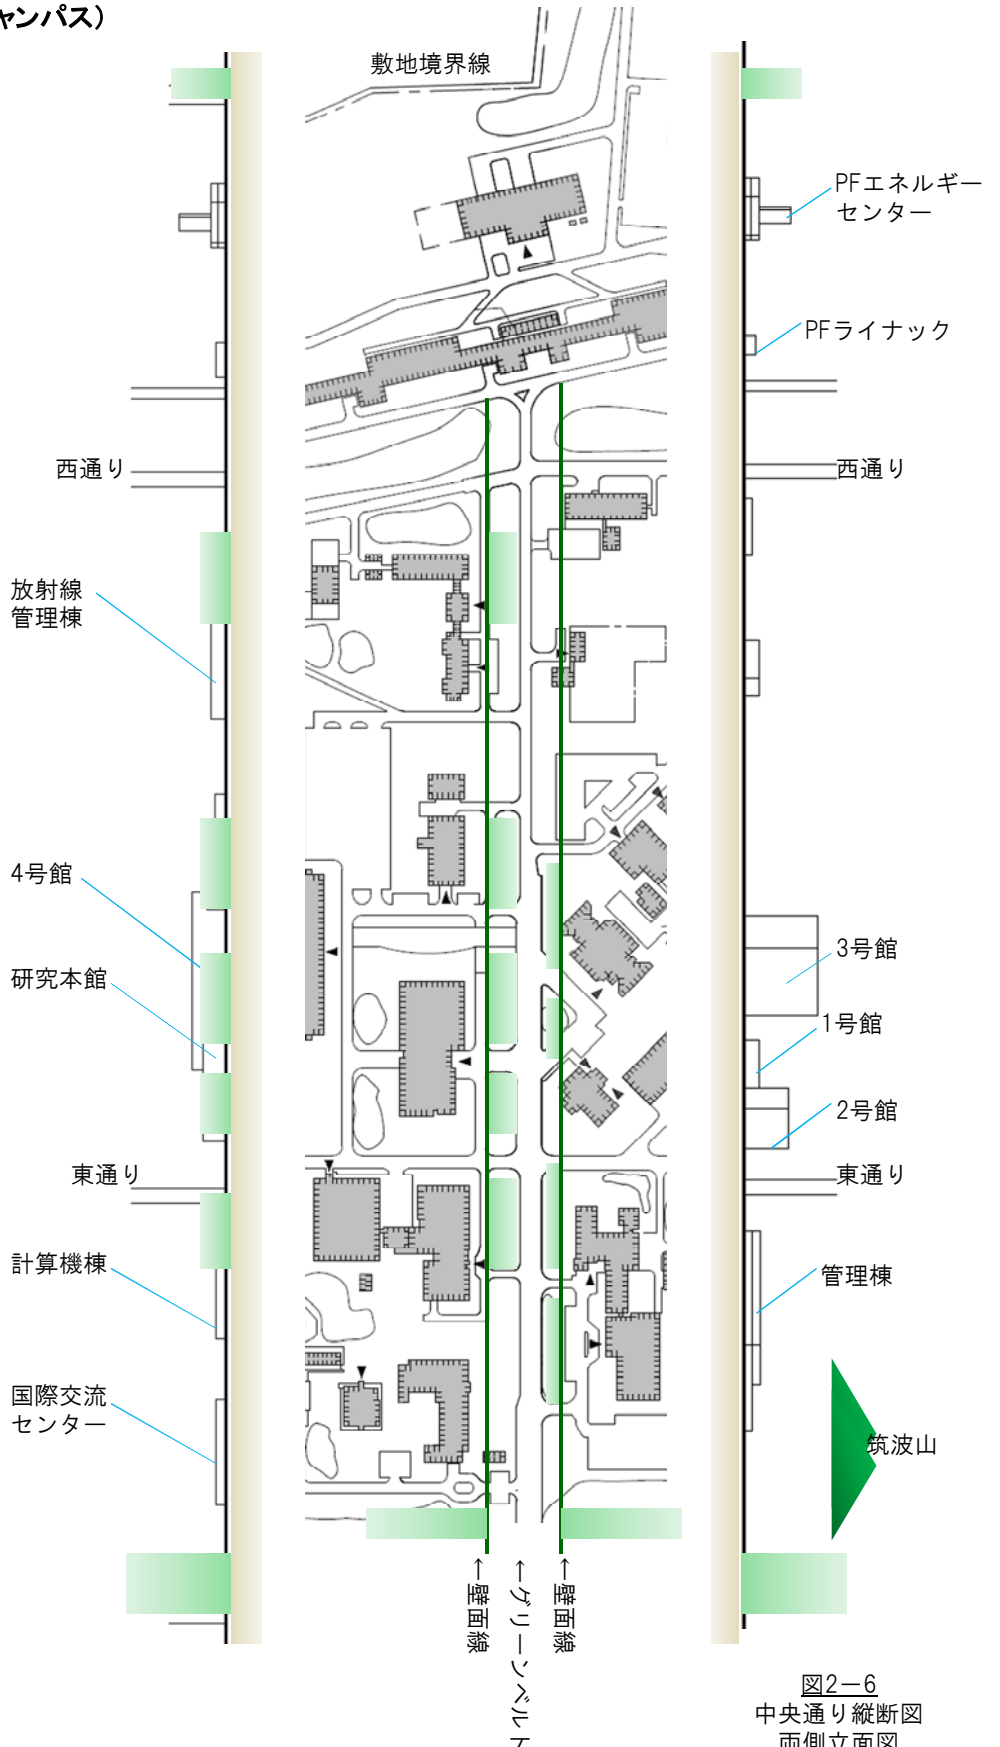 ャンパス）
敷地境界線
PFエネルギー
センター
PFライナック
西通り
西通り
放射線
管理棟
4号館
研究本館
3号館
1号館
2号館
東通り
東通り
計算機棟
管理棟
国際交流
センター
筑波山
←壁面線
←グリーンベルト
←壁面線
図2－6
中央通り縦断図
両側立面図